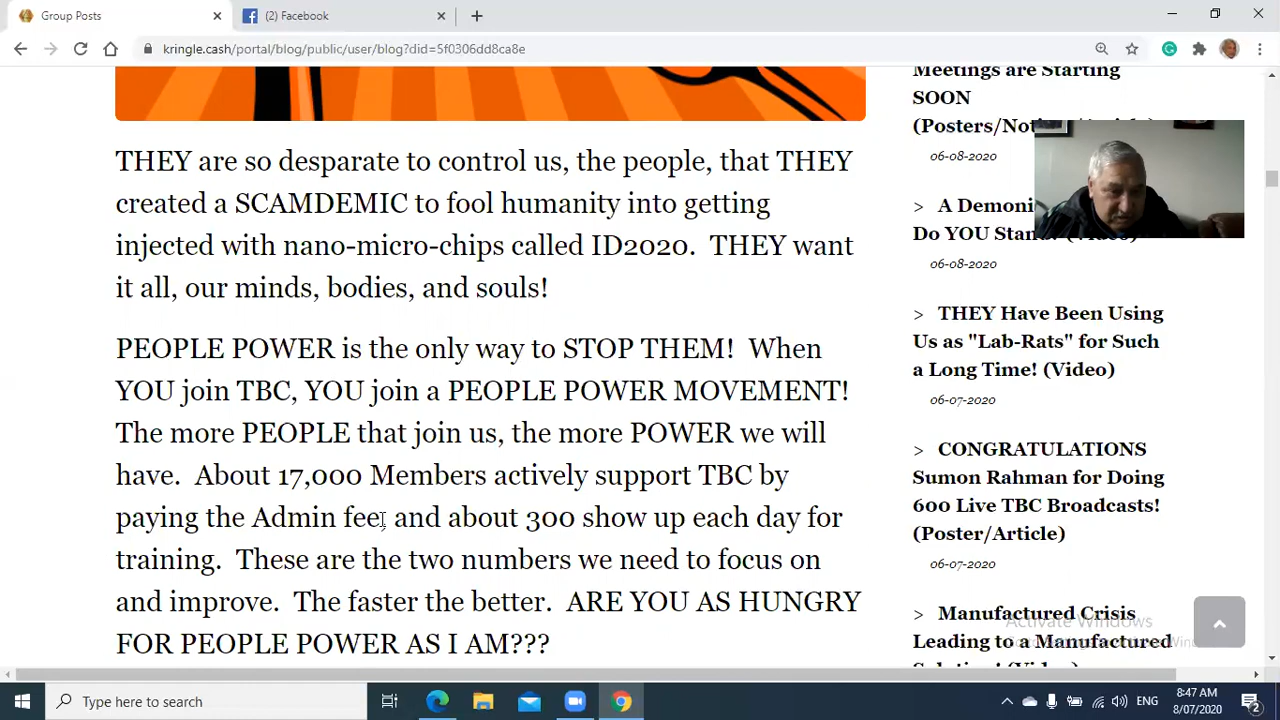 Group Posts
(2) Facebook
kringle.cash/portal/blog/public/user/blog?did=5f0306dd8ca8e
THEY are so desparate to control us, the people, that THEY
created a SCAMDEMIC to fool humanity into getting
injected with nano-micro-chips called ID2020.  THEY want
it all, our minds, bodies, and souls!
PEOPLE POWER is the only way to STOP THEM!  When
YOU join TBC, YOU join a PEOPLE POWER MOVEMENT!
The more PEOPLE that join us, the more POWER we will
have.  About 17,000 Members actively support TBC by
paying the Admin fee, and about 300 show up each day for
training.  These are the two numbers we need to focus on
and improve.  The faster the better.  ARE YOU AS HUNGRY
FOR PEOPLE POWER AS I AM???
Meetings are Starting
SOON
(Posters/
06-08-2020
> A Demoni
Do YOU Stan
06-08-2020
> THEY Have Been Using
Us as "Lab-Rats" for Such
a Long Time! (Video)
06-07-2020
> CONGRATULATIONS
Sumon Rahman for Doing
600 Live TBC Broadcasts!
(Poster/Article)
06-07-2020
> Manufactured Crisis
Leading to a Manufactured
Activate Windows
Type here to search
ENG
8:47 AM
8/07/2020
2